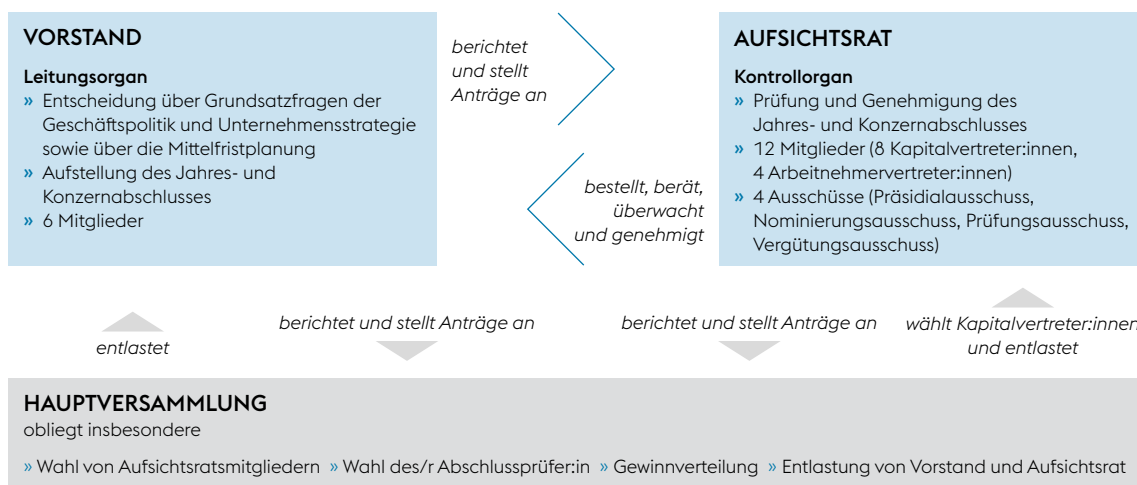 VORSTAND
Leitungsorgan
» Entscheidung über Grundsatzfragen der
Geschäftspolitik und Unternehmensstrategie
sowie über die Mittelfristplanung
» Aufstellung des Jahres- und
Konzernabschlusses
» 6 Mitglieder
berichtet
und stellt
Anträge an
bestellt, berät,
überwacht
und genehmigt
AUFSICHTSRAT
Kontrollorgan
» Prüfung und Genehmigung des
Jahres- und Konzernabschlusses
» 12 Mitglieder (8 Kapitalvertreter:innen,
4 Arbeitnehmervertreter:innen)
» 4 Ausschüsse (Präsidialausschuss,
Nominierungsausschuss, Prüfungsausschuss,
Vergütungsausschuss)
entlastet
berichtet und stellt Anträge an
berichtet und stellt Anträge an
wählt Kapitalvertreter:innen
und entlastet
HAUPTVERSAMMLUNG
obliegt insbesondere
» Wahl von Aufsichtsratsmitgliedern » Wahl des/r Abschlussprüfer:in » Gewinnverteilung » Entlastung von Vorstand und Aufsichtsrat